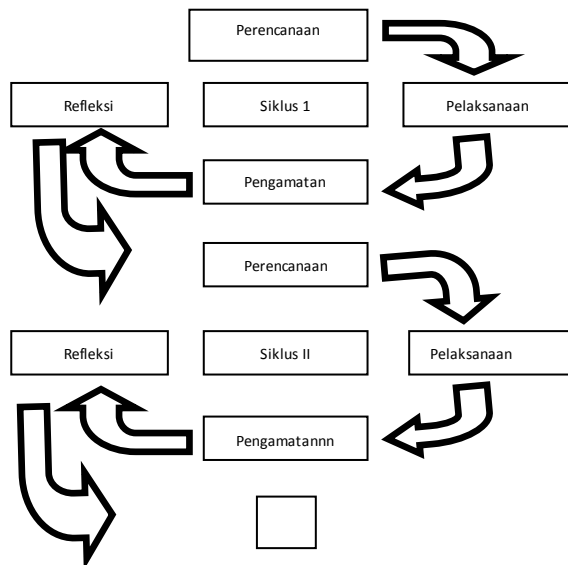 Perencanaan
Refleksi
Siklus 1
Pelaksanaan
Pengamatan
Perencanaan
Refleksi
Siklus II
Pelaksanaan
Pengamatannn